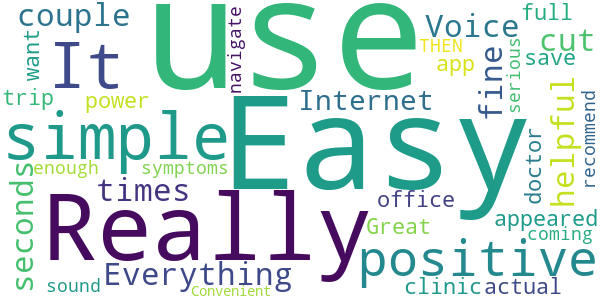 couple
use
Voice
full
cut
want
It
navigate
THEN
app
serious
save
fine
trip
power
Internet
helpful
recommend
simple
Easy
enough
symptoms
doctor
seconds
times
Really
office
Great
appeared
coming
positive
sound
Everything
Convenient
clinic
actual